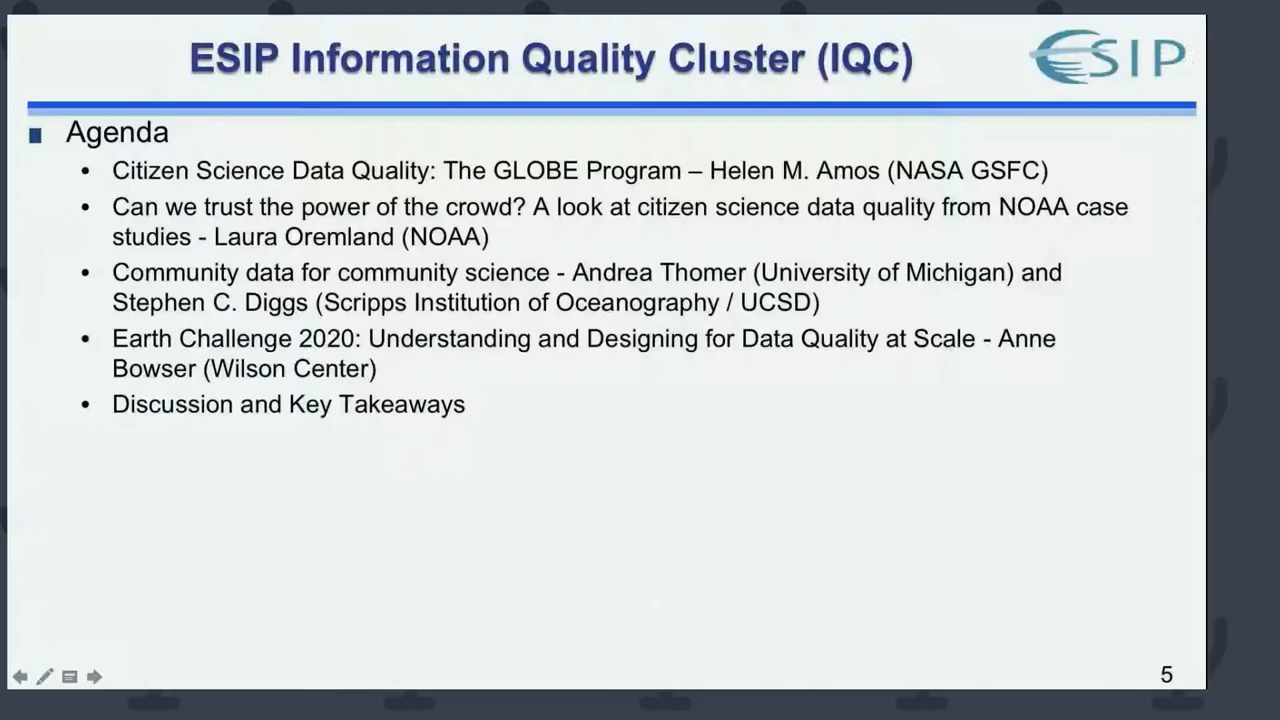 ESIP Information Quality Cluster (IQC)
ESIP
Agenda
• Citizen Science Data Quality: The GLOBE Program – Helen M. Amos (NASA GSFC)
• Can we trust the power of the crowd? A look at citizen science data quality from NOAA case
studies - Laura Oremland (NOAA)
• Community data for community science - Andrea Thomer (University of Michigan) and
Stephen C. Diggs (Scripps Institution of Oceanography / UCSD)
• Earth Challenge 2020: Understanding and Designing for Data Quality at Scale - Anne
Bowser (Wilson Center)
• Discussion and Key Takeaways
5